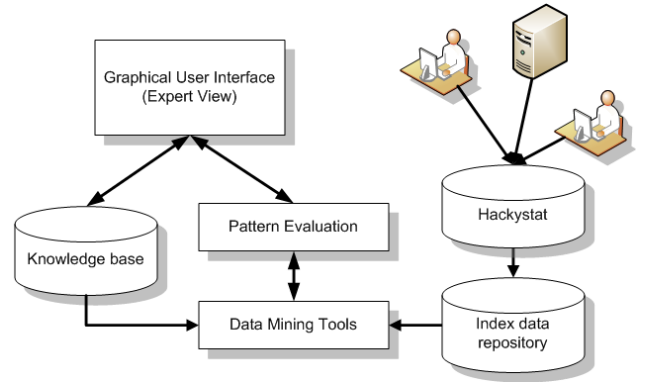 Graphical User Interface
(Expert View)
Hackystat
Pattern Evaluation
Knowledge base
Data Mining Tools
Index data
repository